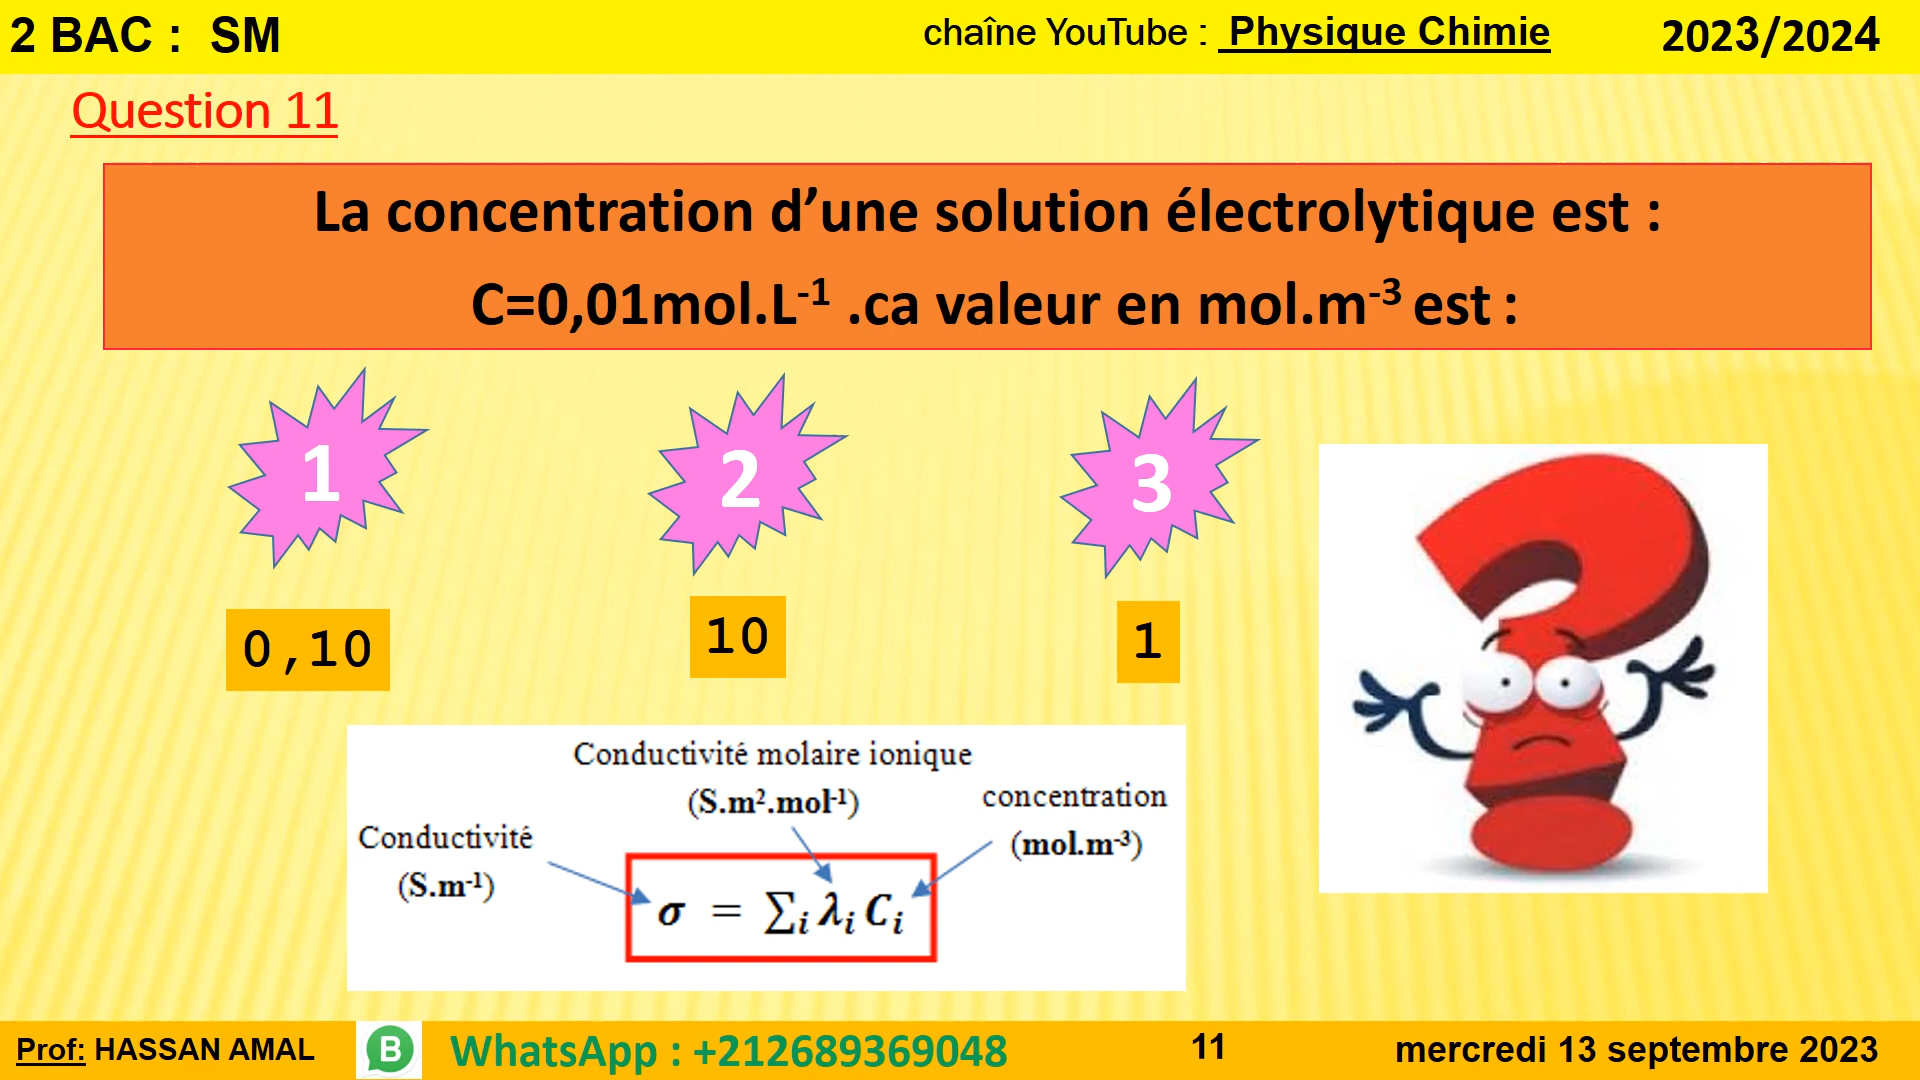 2 BAC :  SM
chaîne YouTube : Physique Chimie
2023/2024
Question 11
La concentration d’une solution électrolytique est :
C=0,01mol.L⁻¹ .ca valeur en mol.m⁻³ est :
1
2
3
0,10
10
1
Conductivité molaire ionique
(S.m².mol⁻¹)
concentration
(mol.m⁻³)
Conductivité
(S.m⁻¹)
σ = ∑ᵢ λᵢ Cᵢ
Prof: HASSAN AMAL
B
WhatsApp : +212689369048
11
mercredi 13 septembre 2023